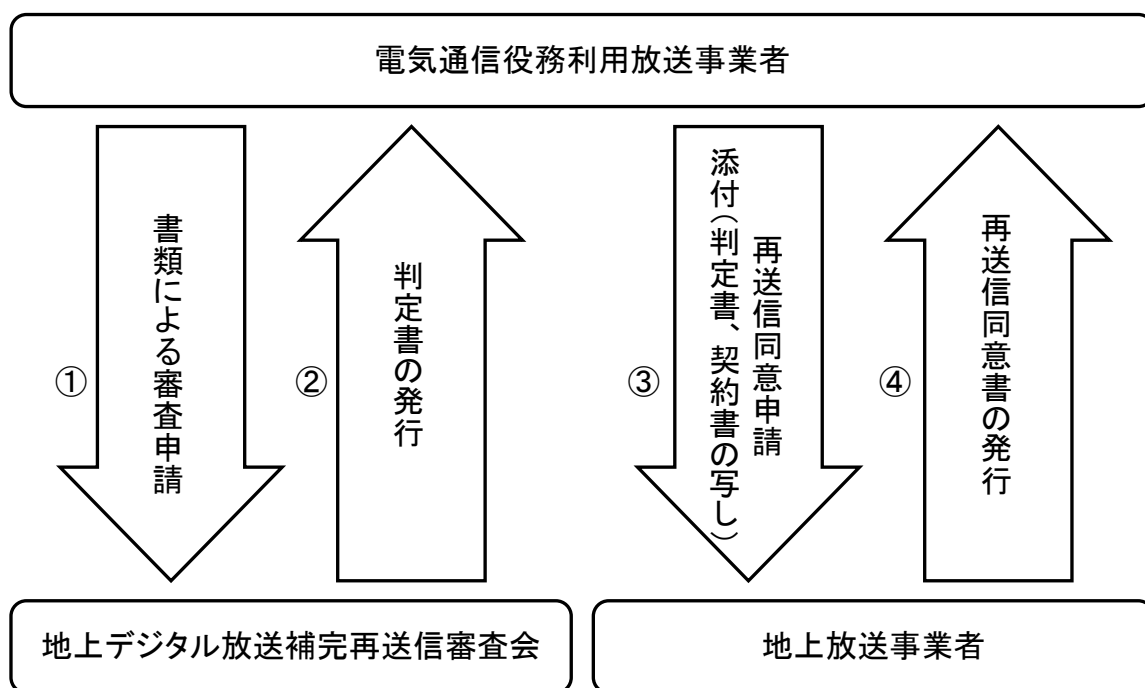 電気通信役務利用放送事業者
①
書類による審査申請
②
判定書の発行
③
再送信同意申請
添付(判定書、契約書の写し)
④
再送信同意書の発行
地上デジタル放送補完再送信審査会
地上放送事業者